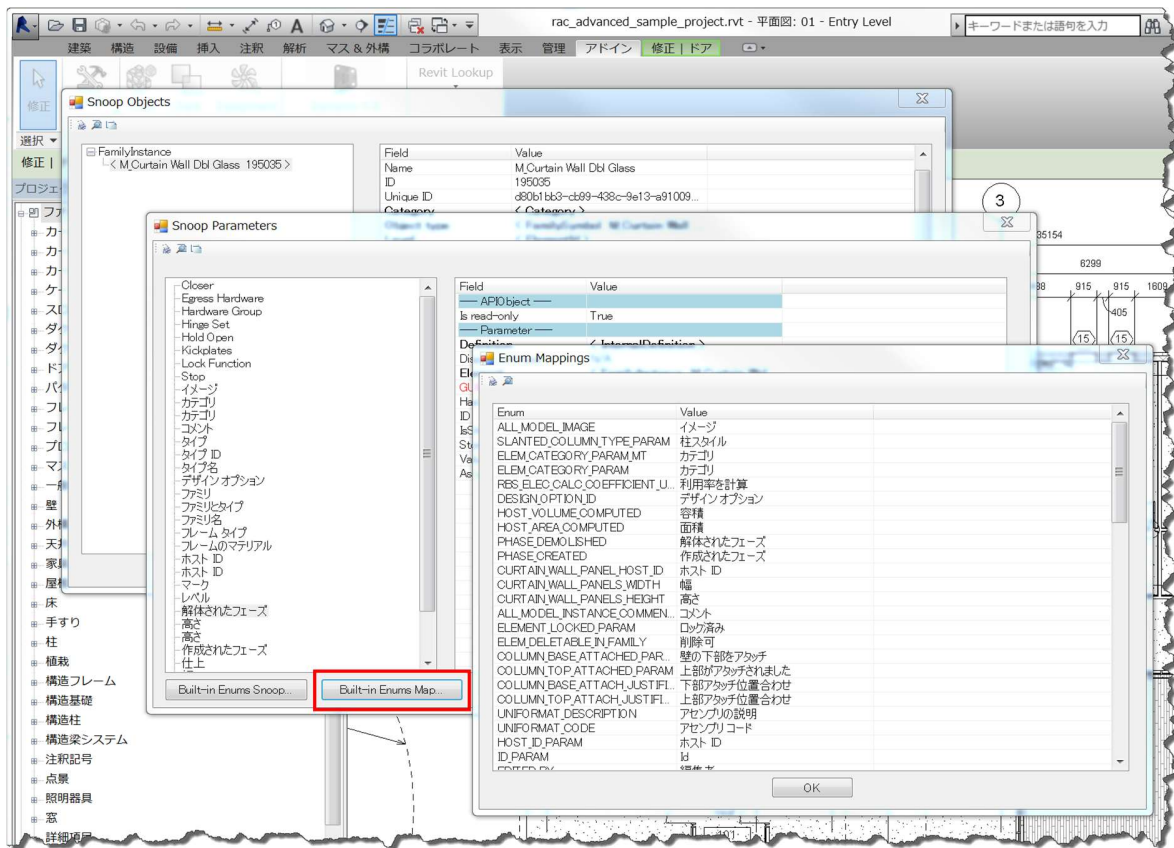 rac_advanced_sample_project.rvt - 平面図: 01 - Entry Level
キーワードまたは語句を入力
建築 構造 設備 挿入 注釈 解析 マス & 外構 コラボレート 表示 管理 アドイン 修正 | ドア
修正
Revit Lookup
選択
修正 |
Snoop Objects
FamilyInstance
< M_Curtain Wall Dbl Glass 195035 >
Field Value
Name M_Curtain Wall Dbl Glass
ID 195035
Unique ID d80b1bb3-cb99-438c-9e13-a91009...
Category < Category >
Snoop Parameters
Closer
Egress Hardware
Hardware Group
Hinge Set
Hold Open
Kickplates
Lock Function
Stop
イメージ
カテゴリ
カテゴリ
コメント
タイプ
タイプ ID
タイプ名
デザイン オプション
ファミリ
ファミリとタイプ
ファミリ名
フレーム タイプ
フレームのマテリアル
ホスト ID
ホスト ID
マーク
レベル
解体されたフェーズ
高さ
高さ
作成されたフェーズ
仕上
Built-in Enums Snoop...
Built-in Enums Map...
Field Value
--- APIObject ---
Is read-only True
--- Parameter ---
Definition < InternalDefinition >
Enum Mappings
Enum Value
ALL_MODEL_IMAGE イメージ
SLANTED_COLUMN_TYPE_PARAM 柱スタイル
ELEM_CATEGORY_PARAM_MT カテゴリ
ELEM_CATEGORY_PARAM カテゴリ
RBS_ELEC_CALC_COEFFICIENT_U... 利用率を計算
DESIGN_OPTION_ID デザイン オプション
HOST_VOLUME_COMPUTED 容積
HOST_AREA_COMPUTED 面積
PHASE_DEMOLISHED 解体されたフェーズ
PHASE_CREATED 作成されたフェーズ
CURTAIN_WALL_PANEL_HOST_ID ホスト ID
CURTAIN_WALL_PANELS_WIDTH 幅
CURTAIN_WALL_PANELS_HEIGHT 高さ
ALL_MODEL_INSTANCE_COMMEN... コメント
ELEMENT_LOCKED_PARAM ロック済み
ELEM_DELETABLE_IN_FAMILY 削除可
COLUMN_BASE_ATTACHED_PAR... 壁の下部をアタッチ
COLUMN_TOP_ATTACHED_PARAM 上部がアタッチされました
COLUMN_BASE_ATTACH_JUSTIFI... 下部アタッチ位置合わせ
COLUMN_TOP_ATTACH_JUSTIFI... 上部アタッチ位置合わせ
UNIFORMAT_DESCRIPTION アセンブリの説明
UNIFORMAT_CODE アセンブリ コード
HOST_ID_PARAM ホスト ID
ID_PARAM Id
EDITED_BY 編集者
OK
床
手すり
柱
植栽
構造フレーム
構造基礎
構造柱
構造梁システム
注釈記号
点景
照明器具
窓
詳細項目
3
35154
6299
915 915 1609
405
15 15